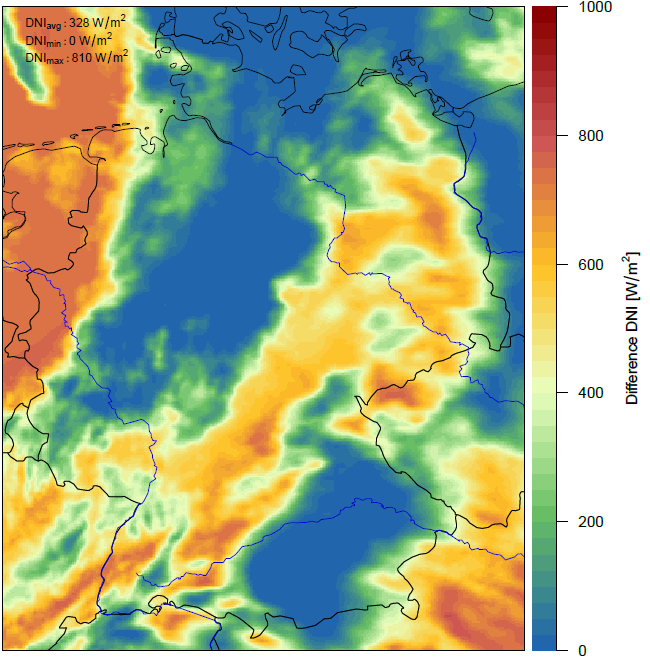 DNIavg : 328 W/m²
DNImin : 0 W/m²
DNImax : 810 W/m²
1000
800
600
400
200
0
Difference DNI [W/m²]